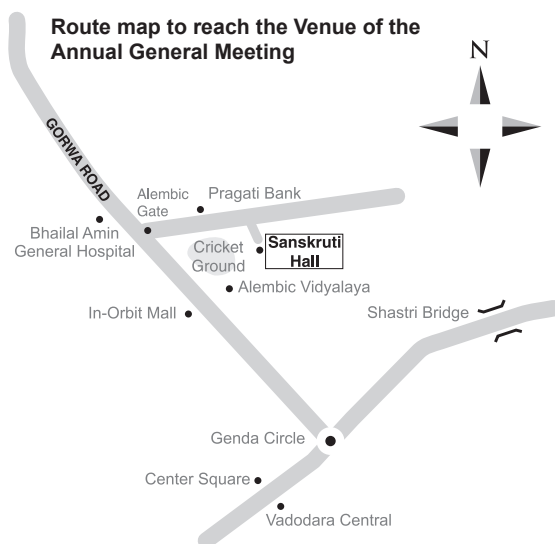 Route map to reach the Venue of the
Annual General Meeting
N
GORWA ROAD
Alembic
Gate
Pragati Bank
Bhailal Amin
General Hospital
Cricket
Ground
Sanskruti
Hall
Alembic Vidyalaya
In-Orbit Mall
Shastri Bridge
Genda Circle
Center Square
Vadodara Central